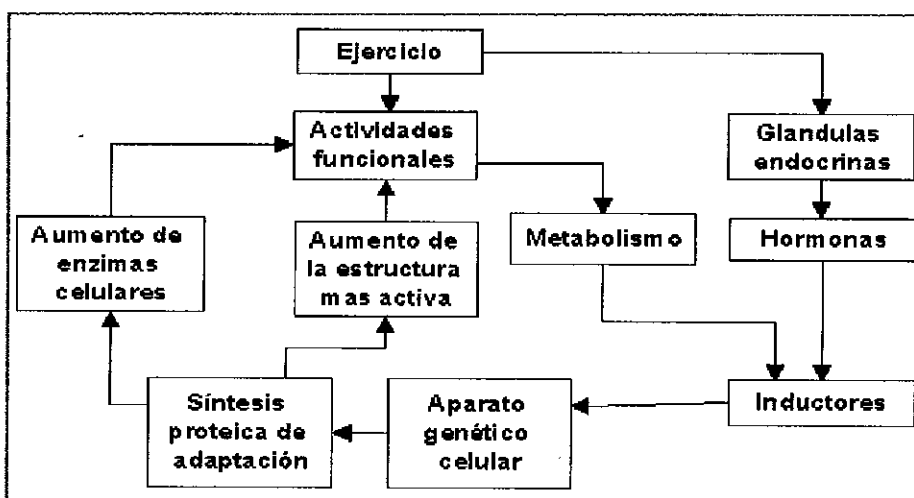 Ejercicio
Actividades
funcionales
Glandulas
endocrinas
Aumento de
enzimas
celulares
Aumento de
la estructura
mas activa
Metabolismo
Hormonas
Síntesis
proteica de
adaptación
Aparato
genético
celular
Inductores